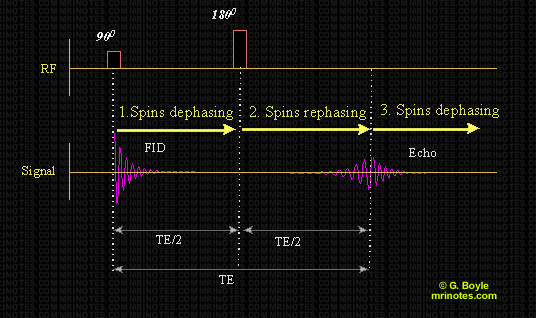 180⁰
90⁰
RF
1.Spins dephasing
2. Spins rephasing
3. Spins dephasing
FID
Echo
Signal
TE/2
TE/2
TE
© G. Boyle
mrinotes.com